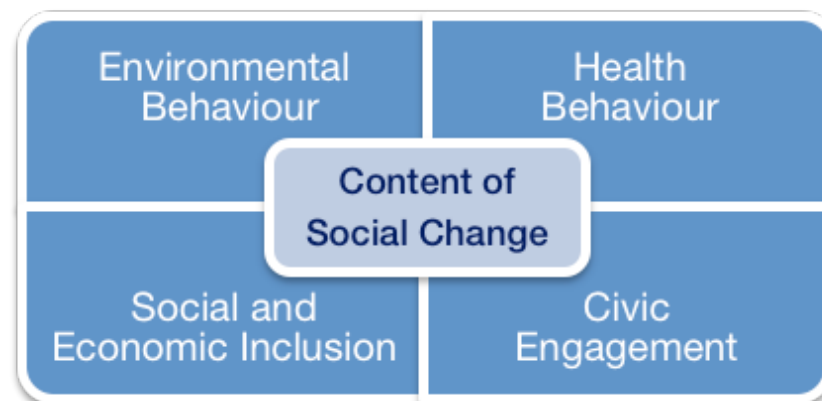 Environmental
Behaviour
Health
Behaviour
Content of
Social Change
Social and
Economic Inclusion
Civic
Engagement